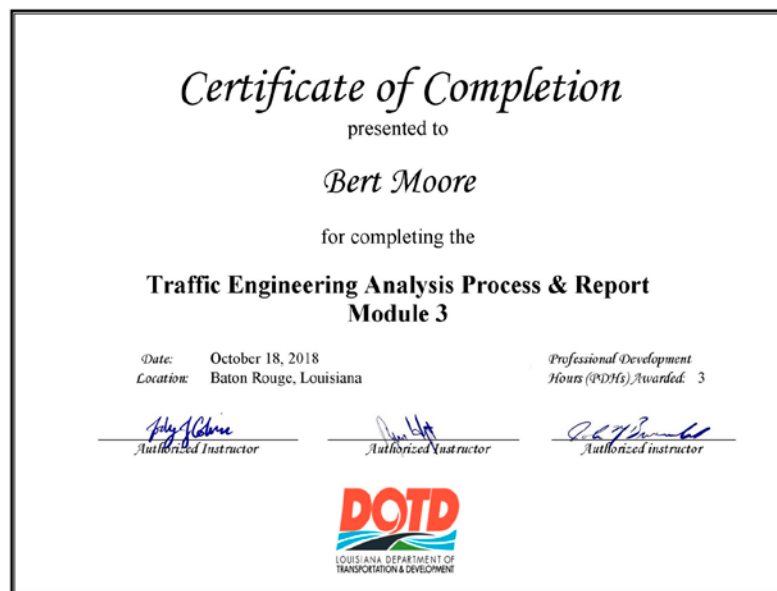 Certificate of Completion
presented to
Bert Moore
for completing the
Traffic Engineering Analysis Process & Report
Module 3
Date: October 18, 2018
Location: Baton Rouge, Louisiana
Professional Development
Hours (PDHs) Awarded: 3
Authorized Instructor
Authorized Instructor
Authorized instructor
DOTD
LOUISIANA DEPARTMENT OF
TRANSPORTATION & DEVELOPMENT